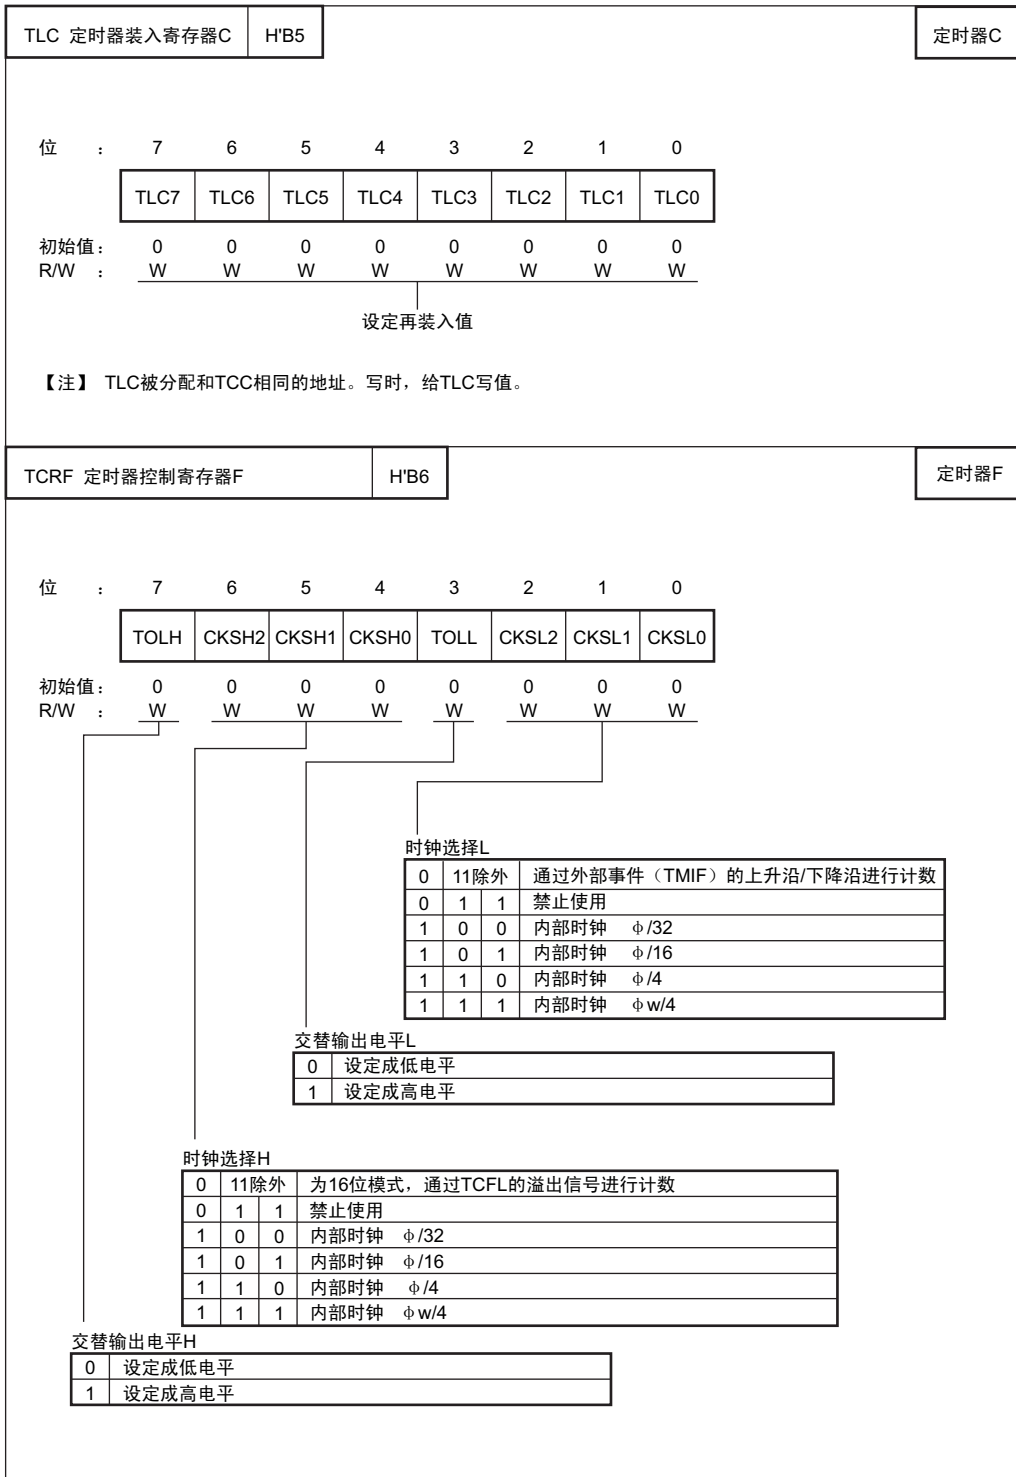 TLC 定时器装入寄存器C H'B5 定时器C
位 : 7 6 5 4 3 2 1 0
TLC7 TLC6 TLC5 TLC4 TLC3 TLC2 TLC1 TLC0
初始值: 0 0 0 0 0 0 0 0
R/W : W W W W W W W W
设定再装入值
【注】 TLC被分配和TCC相同的地址。写时，给TLC写值。
TCRF 定时器控制寄存器F H'B6 定时器F
位 : 7 6 5 4 3 2 1 0
TOLH CKSH2 CKSH1 CKSH0 TOLL CKSL2 CKSL1 CKSL0
初始值: 0 0 0 0 0 0 0 0
R/W : W W W W W W W W
时钟选择L
0 11除外 通过外部事件（TMIF）的上升沿/下降沿进行计数
0 1 1 禁止使用
1 0 0 内部时钟 φ/32
1 0 1 内部时钟 φ/16
1 1 0 内部时钟 φ/4
1 1 1 内部时钟 φw/4
交替输出电平L
0 设定成低电平
1 设定成高电平
时钟选择H
0 11除外 为16位模式，通过TCFL的溢出信号进行计数
0 1 1 禁止使用
1 0 0 内部时钟 φ/32
1 0 1 内部时钟 φ/16
1 1 0 内部时钟 φ/4
1 1 1 内部时钟 φw/4
交替输出电平H
0 设定成低电平
1 设定成高电平